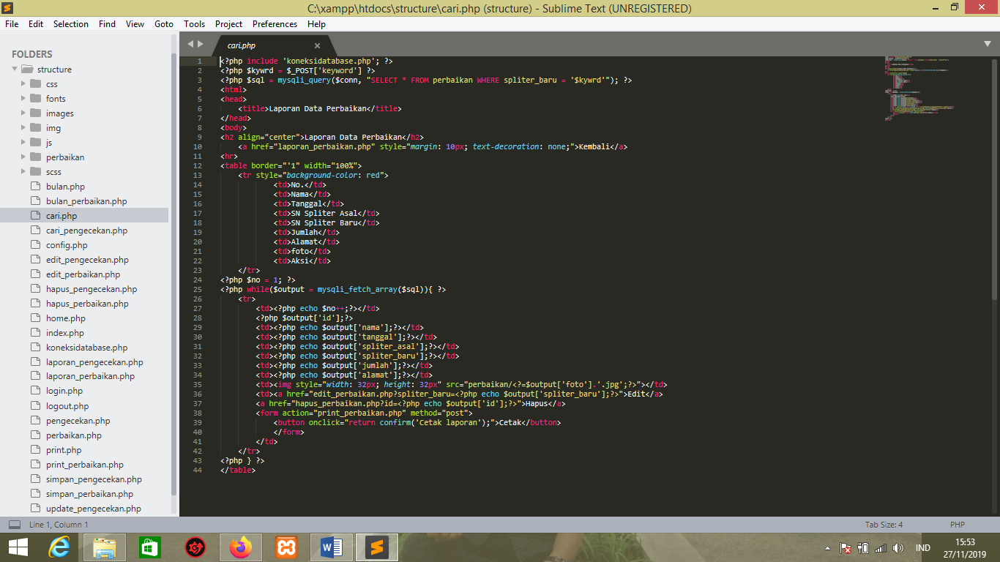 C:\xampp\htdocs\structure\cari.php (structure) - Sublime Text (UNREGISTERED)
File Edit Selection Find View Goto Tools Project Preferences Help
FOLDERS
structure
css
fonts
images
img
js
perbaikan
scss
bulan.php
bulan_perbaikan.php
cari.php
cari_pengecekan.php
config.php
edit_pengecekan.php
edit_perbaikan.php
hapus_pengecekan.php
hapus_perbaikan.php
home.php
index.php
koneksidatabase.php
laporan_pengecekan.php
laporan_perbaikan.php
login.php
logout.php
pengecekan.php
perbaikan.php
print.php
print_perbaikan.php
simpan_pengecekan.php
simpan_perbaikan.php
update_pengecekan.php
cari.php
1 <?php include 'koneksidatabase.php'; ?>
2 <?php $kywrd = $_POST['keyword'] ?>
3 <?php $sql = mysqli_query($conn, "SELECT * FROM perbaikan WHERE spliter_baru = '$kywrd'"); ?>
4 <html>
5 <head>
6 <title>Laporan Data Perbaikan</title>
7 </head>
8 <body>
9 <h2 align="center">Laporan Data Perbaikan</h2>
10 <a href="laporan_perbaikan.php" style="margin: 10px; text-decoration: none;">Kembali</a>
11 <hr>
12 <table border="'1" width="100%">
13 <tr style="background-color: red">
14 <td>No.</td>
15 <td>Nama</td>
16 <td>Tanggal</td>
17 <td>SN Spliter Asal</td>
18 <td>SN Spliter Baru</td>
19 <td>Jumlah</td>
20 <td>Alamat</td>
21 <td>foto</td>
22 <td>Aksi</td>
23 </tr>
24 <?php $no = 1; ?>
25 <?php while($output = mysqli_fetch_array($sql)){ ?>
26 <tr>
27 <td><?php echo $no++;?></td>
28 <?php $output['id'];?>
29 <td><?php echo $output['nama'];?></td>
30 <td><?php echo $output['tanggal'];?></td>
31 <td><?php echo $output['spliter_asal'];?></td>
32 <td><?php echo $output['spliter_baru'];?></td>
33 <td><?php echo $output['jumlah'];?></td>
34 <td><?php echo $output['alamat'];?></td>
35 <td><img style="width: 32px; height: 32px" src="perbaikan/<?=$output['foto'].'.jpg';?>"></td>
36 <td><a href="edit_perbaikan.php?spliter_baru=<?php echo $output['spliter_baru'];?>">Edit</a>
37 <a href="hapus_perbaikan.php?id=<?php echo $output['id'];?>">Hapus</a>
38 <form action="print_perbaikan.php" method="post">
39 <button onclick="return confirm('Cetak laporan');">Cetak</button>
40 </form>
41 </td>
42 </tr>
43 <?php } ?>
44 </table>
Line 1, Column 1
Tab Size: 4
PHP
IND
15:53
27/11/2019